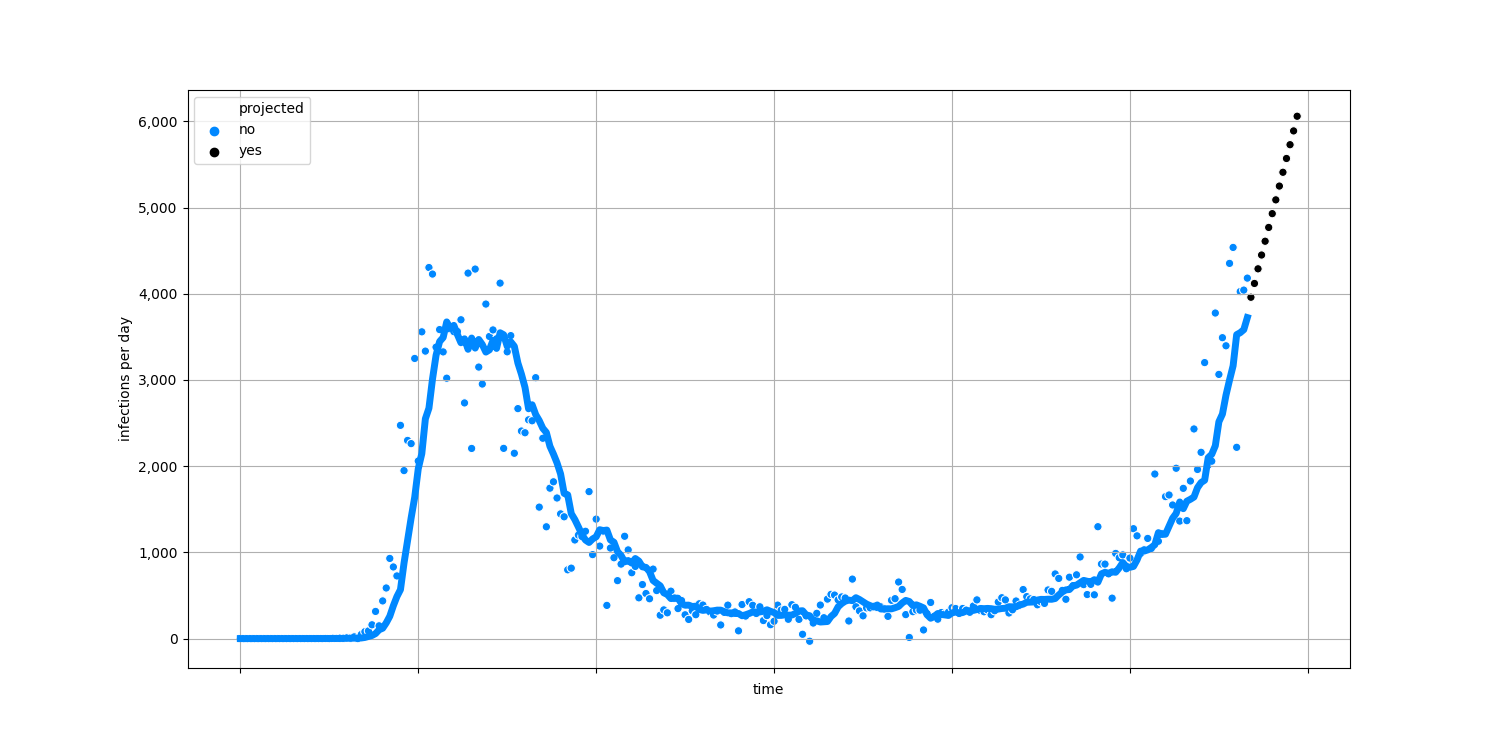 projected
no
yes
6,000
5,000
4,000
3,000
2,000
1,000
0
infections per day
time